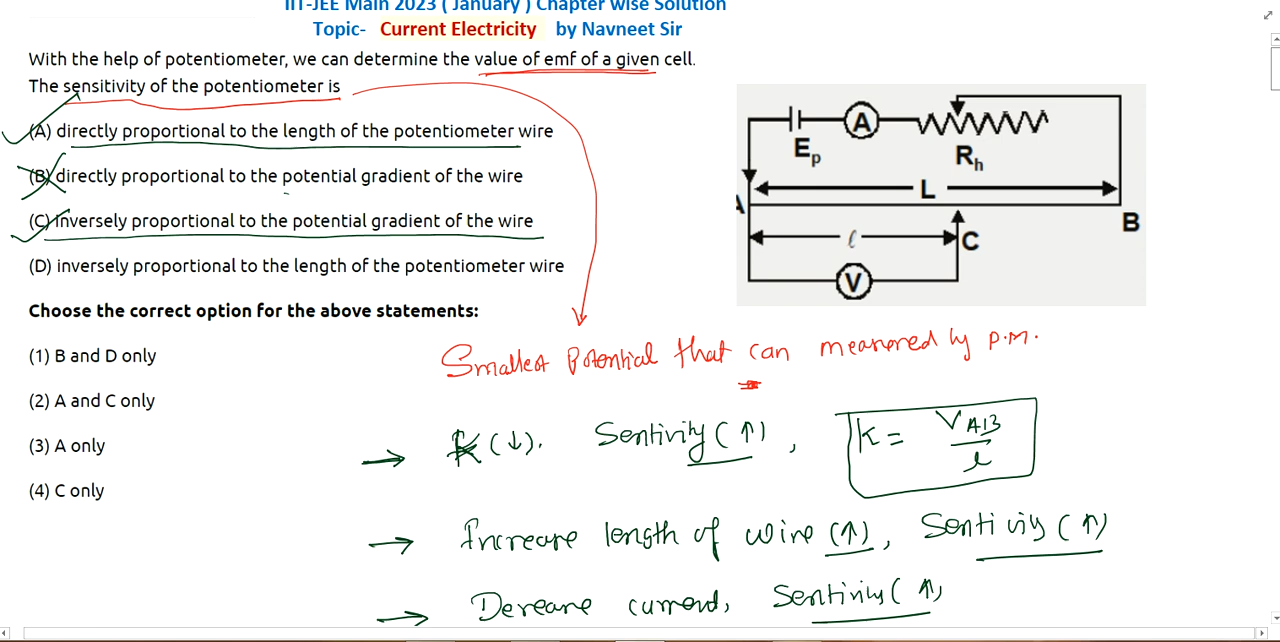 IIT-JEE Main 2023 ( January ) Chapter wise Solution
Topic- Current Electricity by Navneet Sir
With the help of potentiometer, we can determine the value of emf of a given cell.
The sensitivity of the potentiometer is
(A) directly proportional to the length of the potentiometer wire
(B) directly proportional to the potential gradient of the wire
(C) inversely proportional to the potential gradient of the wire
(D) inversely proportional to the length of the potentiometer wire
Choose the correct option for the above statements:
(1) B and D only
(2) A and C only
(3) A only
(4) C only
A
Ep
Rh
L
A
B
ℓ
C
V
Smallest Potential that can meanered by P.M.
→ K (↓). Sentivity (↑), K = VAB / l
→ Increare length of wire (↑), Senti viy (↑)
→ Dereare current, Sentivity (↑)